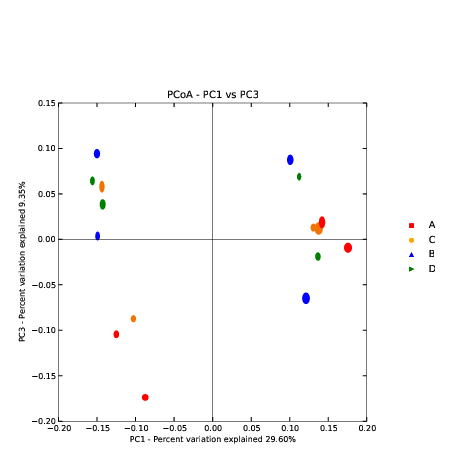 PCoA - PC1 vs PC3
0.15
0.10
0.05
0.00
−0.05
−0.10
−0.15
−0.20
PC3 - Percent variation explained 9.35%
−0.20 −0.15 −0.10 −0.05 0.00 0.05 0.10 0.15 0.20
PC1 - Percent variation explained 29.60%
A
C
B
D